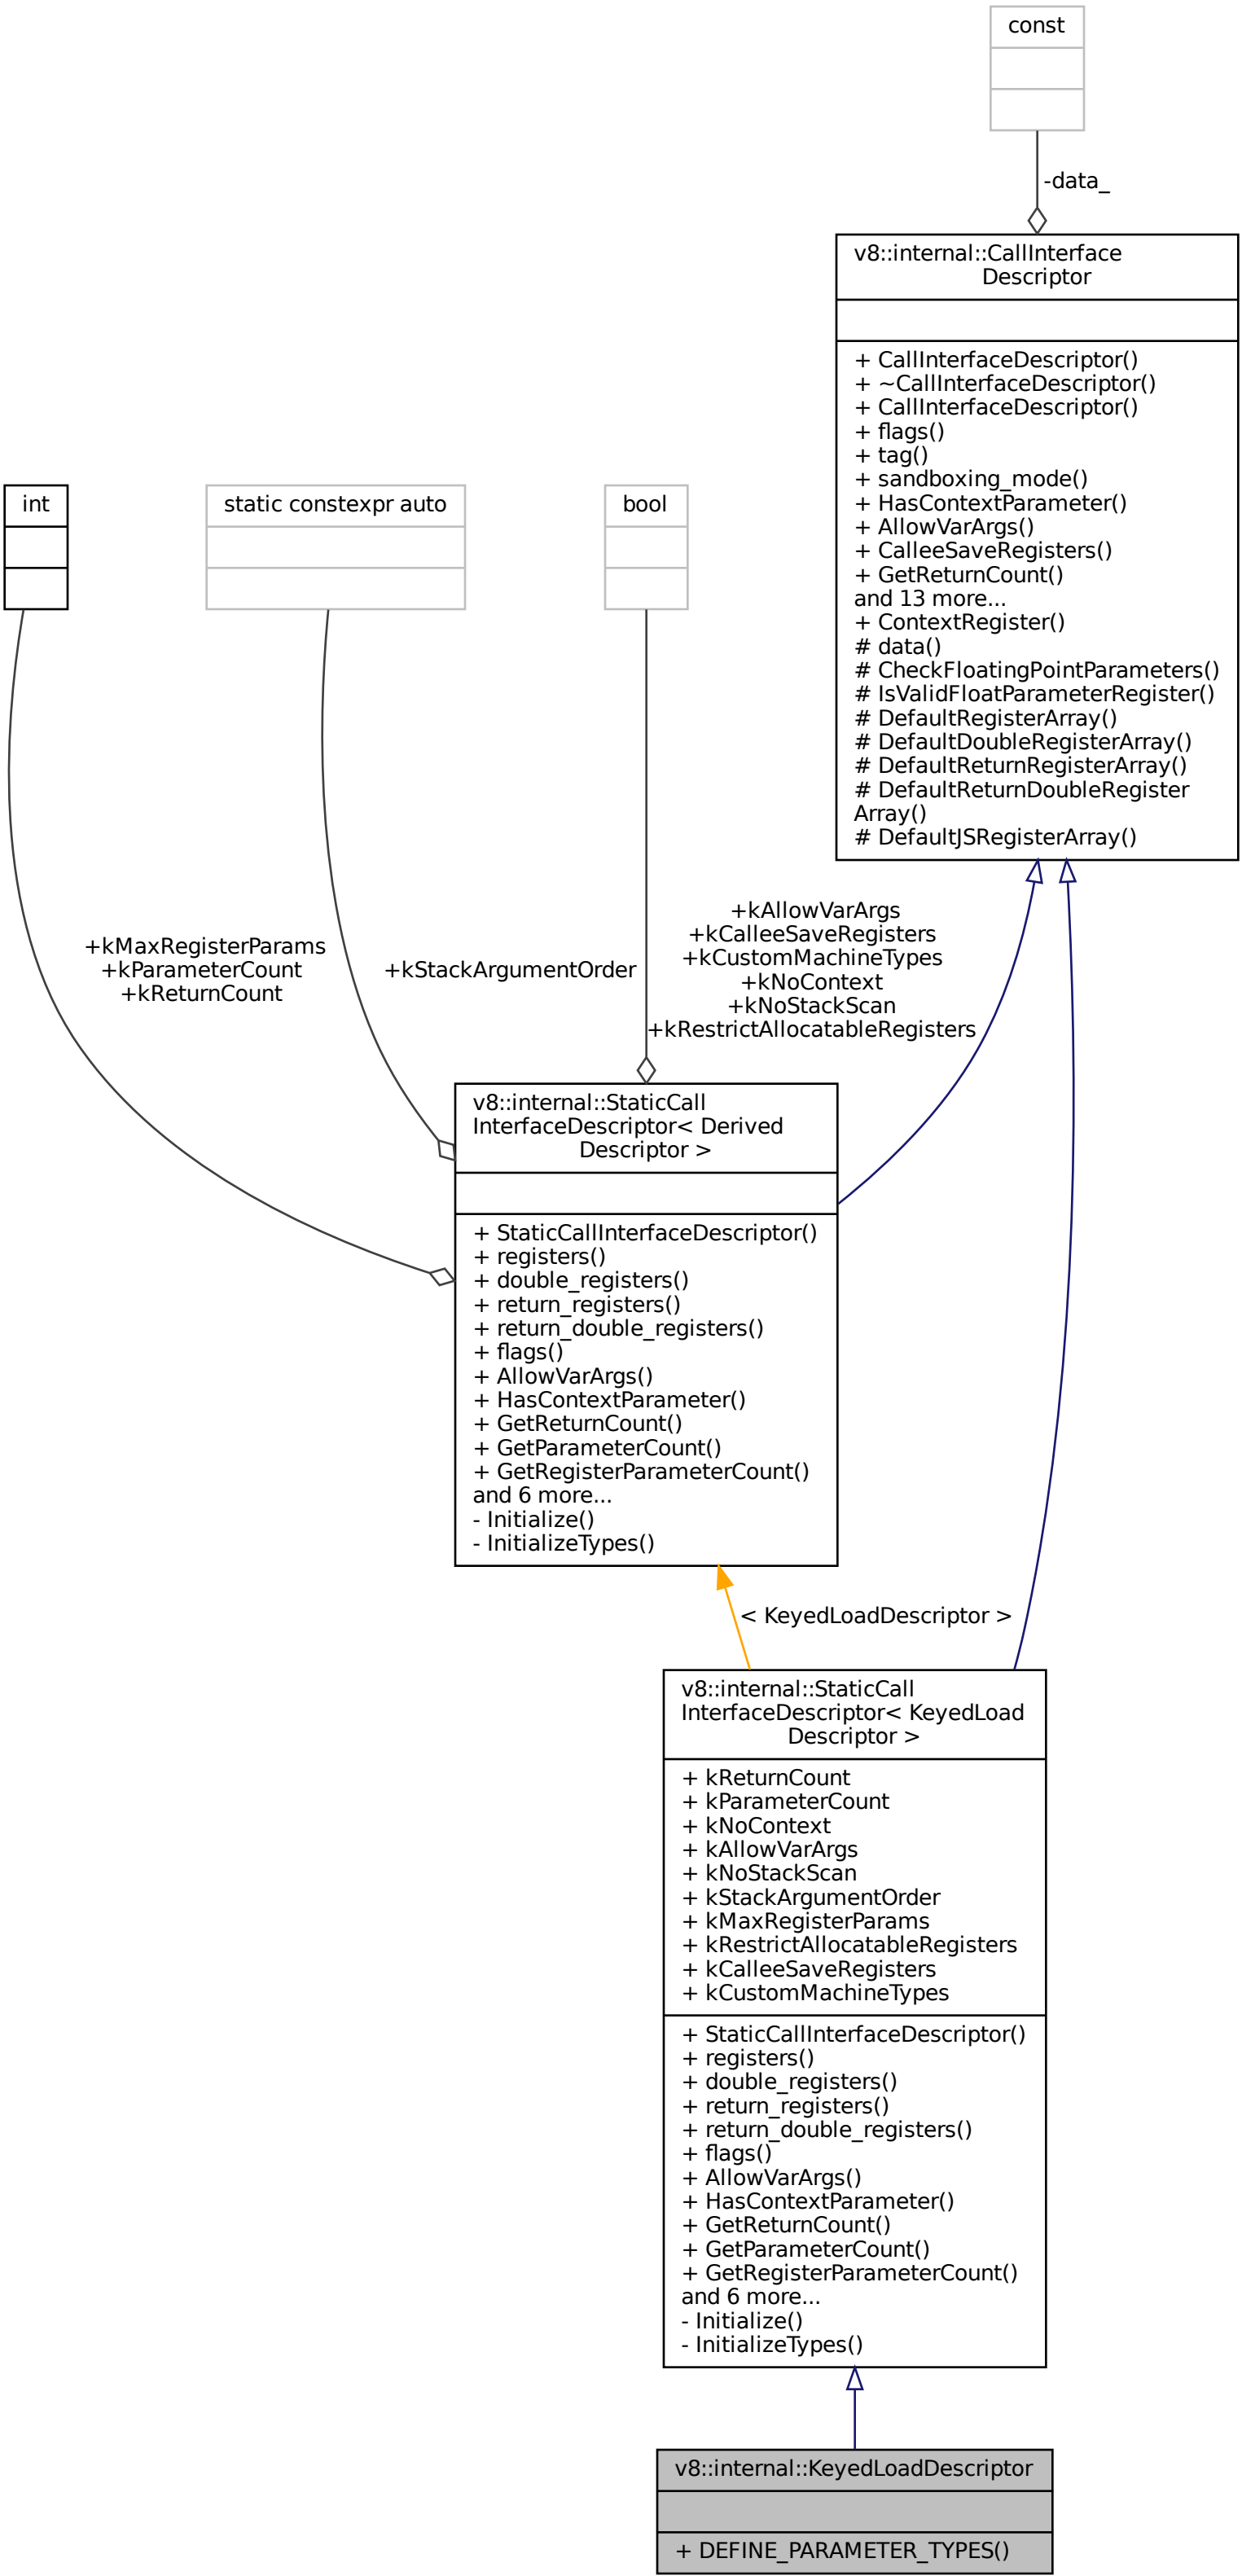 const
-data_
v8::internal::CallInterface
Descriptor
+ CallInterfaceDescriptor()
+ ~CallInterfaceDescriptor()
+ CallInterfaceDescriptor()
+ flags()
+ tag()
+ sandboxing_mode()
+ HasContextParameter()
+ AllowVarArgs()
+ CalleeSaveRegisters()
+ GetReturnCount()
and 13 more...
+ ContextRegister()
# data()
# CheckFloatingPointParameters()
# IsValidFloatParameterRegister()
# DefaultRegisterArray()
# DefaultDoubleRegisterArray()
# DefaultReturnRegisterArray()
# DefaultReturnDoubleRegister
Array()
# DefaultJSRegisterArray()
int
static constexpr auto
bool
+kMaxRegisterParams
+kParameterCount
+kReturnCount
+kStackArgumentOrder
+kAllowVarArgs
+kCalleeSaveRegisters
+kCustomMachineTypes
+kNoContext
+kNoStackScan
+kRestrictAllocatableRegisters
v8::internal::StaticCall
InterfaceDescriptor< Derived
Descriptor >
+ StaticCallInterfaceDescriptor()
+ registers()
+ double_registers()
+ return_registers()
+ return_double_registers()
+ flags()
+ AllowVarArgs()
+ HasContextParameter()
+ GetReturnCount()
+ GetParameterCount()
+ GetRegisterParameterCount()
and 6 more...
- Initialize()
- InitializeTypes()
< KeyedLoadDescriptor >
v8::internal::StaticCall
InterfaceDescriptor< KeyedLoad
Descriptor >
+ kReturnCount
+ kParameterCount
+ kNoContext
+ kAllowVarArgs
+ kNoStackScan
+ kStackArgumentOrder
+ kMaxRegisterParams
+ kRestrictAllocatableRegisters
+ kCalleeSaveRegisters
+ kCustomMachineTypes
+ StaticCallInterfaceDescriptor()
+ registers()
+ double_registers()
+ return_registers()
+ return_double_registers()
+ flags()
+ AllowVarArgs()
+ HasContextParameter()
+ GetReturnCount()
+ GetParameterCount()
+ GetRegisterParameterCount()
and 6 more...
- Initialize()
- InitializeTypes()
v8::internal::KeyedLoadDescriptor
+ DEFINE_PARAMETER_TYPES()